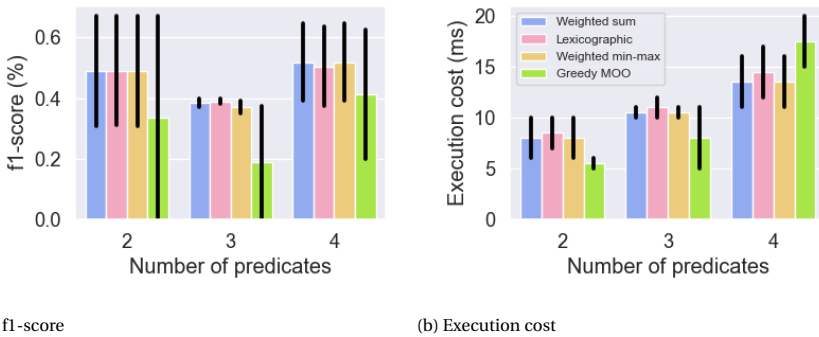 f1-score (%)
0.6
0.4
0.2
0.0
2 3 4
Number of predicates
f1-score
Execution cost (ms)
20
15
10
5
0
Weighted sum
Lexicographic
Weighted min-max
Greedy MOO
2 3 4
Number of predicates
(b) Execution cost